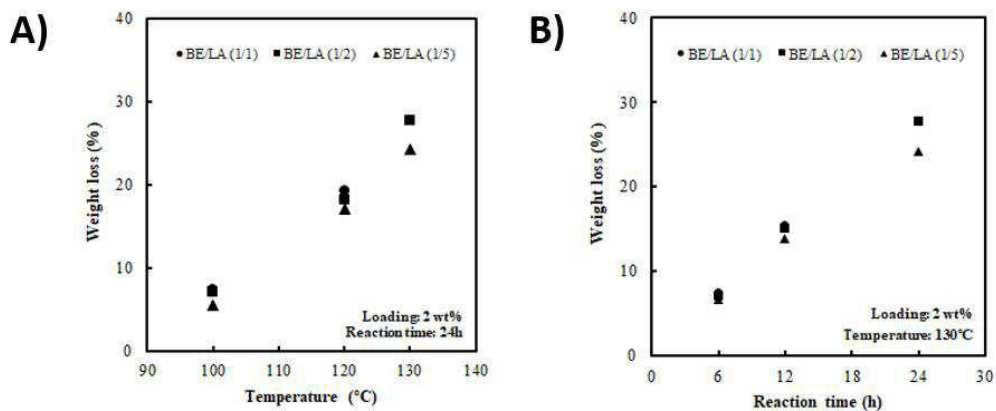 A)
40
30
20
10
0
Weight loss (%)
● BE/LA (1/1) ■ BE/LA (1/2) ▲ BE/LA (1/5)
Loading: 2 wt%
Reaction time: 24h
90 100 110 120 130 140
Temperature (°C)
B)
40
30
20
10
0
Weight loss (%)
● BE/LA (1/1) ■ BE/LA (1/2) ▲ BE/LA (1/5)
Loading: 2 wt%
Temperature: 130°C
0 6 12 18 24 30
Reaction time (h)